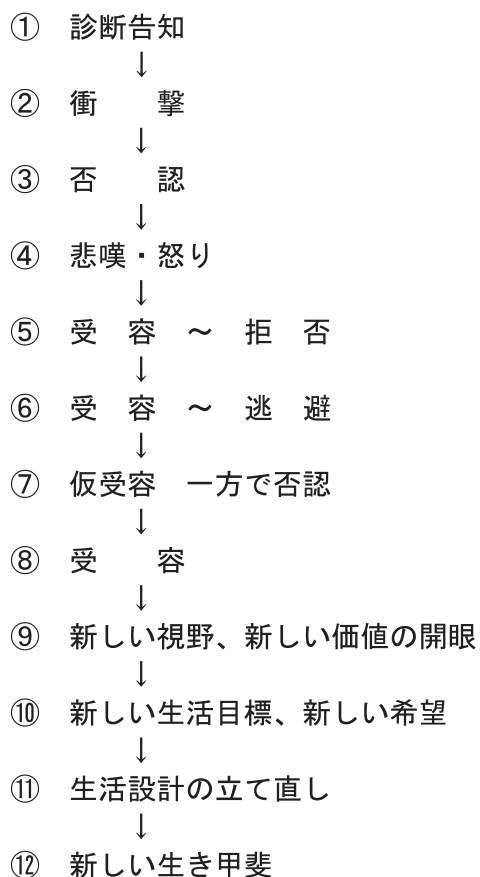 ① 診断告知
↓
② 衝　　撃
↓
③ 否　　認
↓
④ 悲嘆・怒り
↓
⑤ 受　容　～　拒　否
↓
⑥ 受　容　～　逃　避
↓
⑦ 仮受容　一方で否認
↓
⑧ 受　　容
↓
⑨ 新しい視野、新しい価値の開眼
↓
⑩ 新しい生活目標、新しい希望
↓
⑪ 生活設計の立て直し
↓
⑫ 新しい生き甲斐